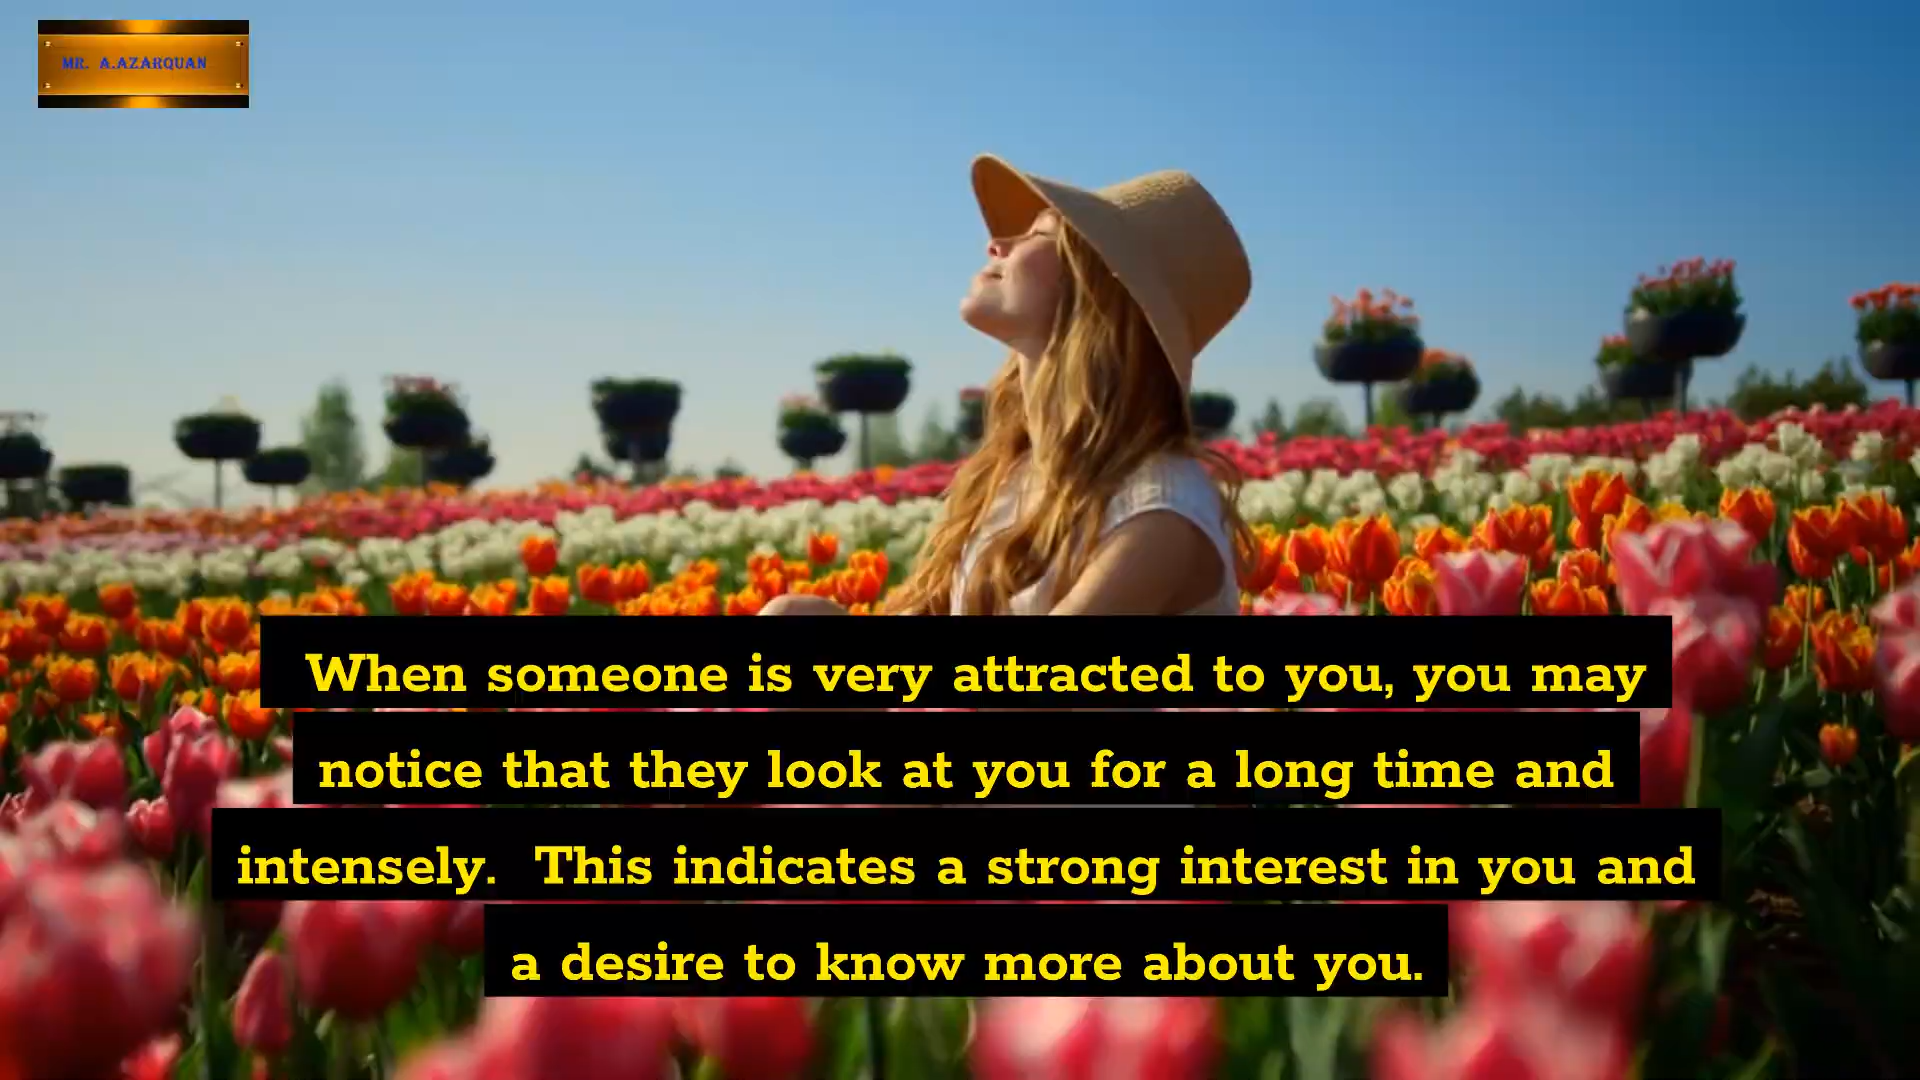 MR. A.AZARQUAN
When someone is very attracted to you, you may
notice that they look at you for a long time and
intensely. This indicates a strong interest in you and
a desire to know more about you.